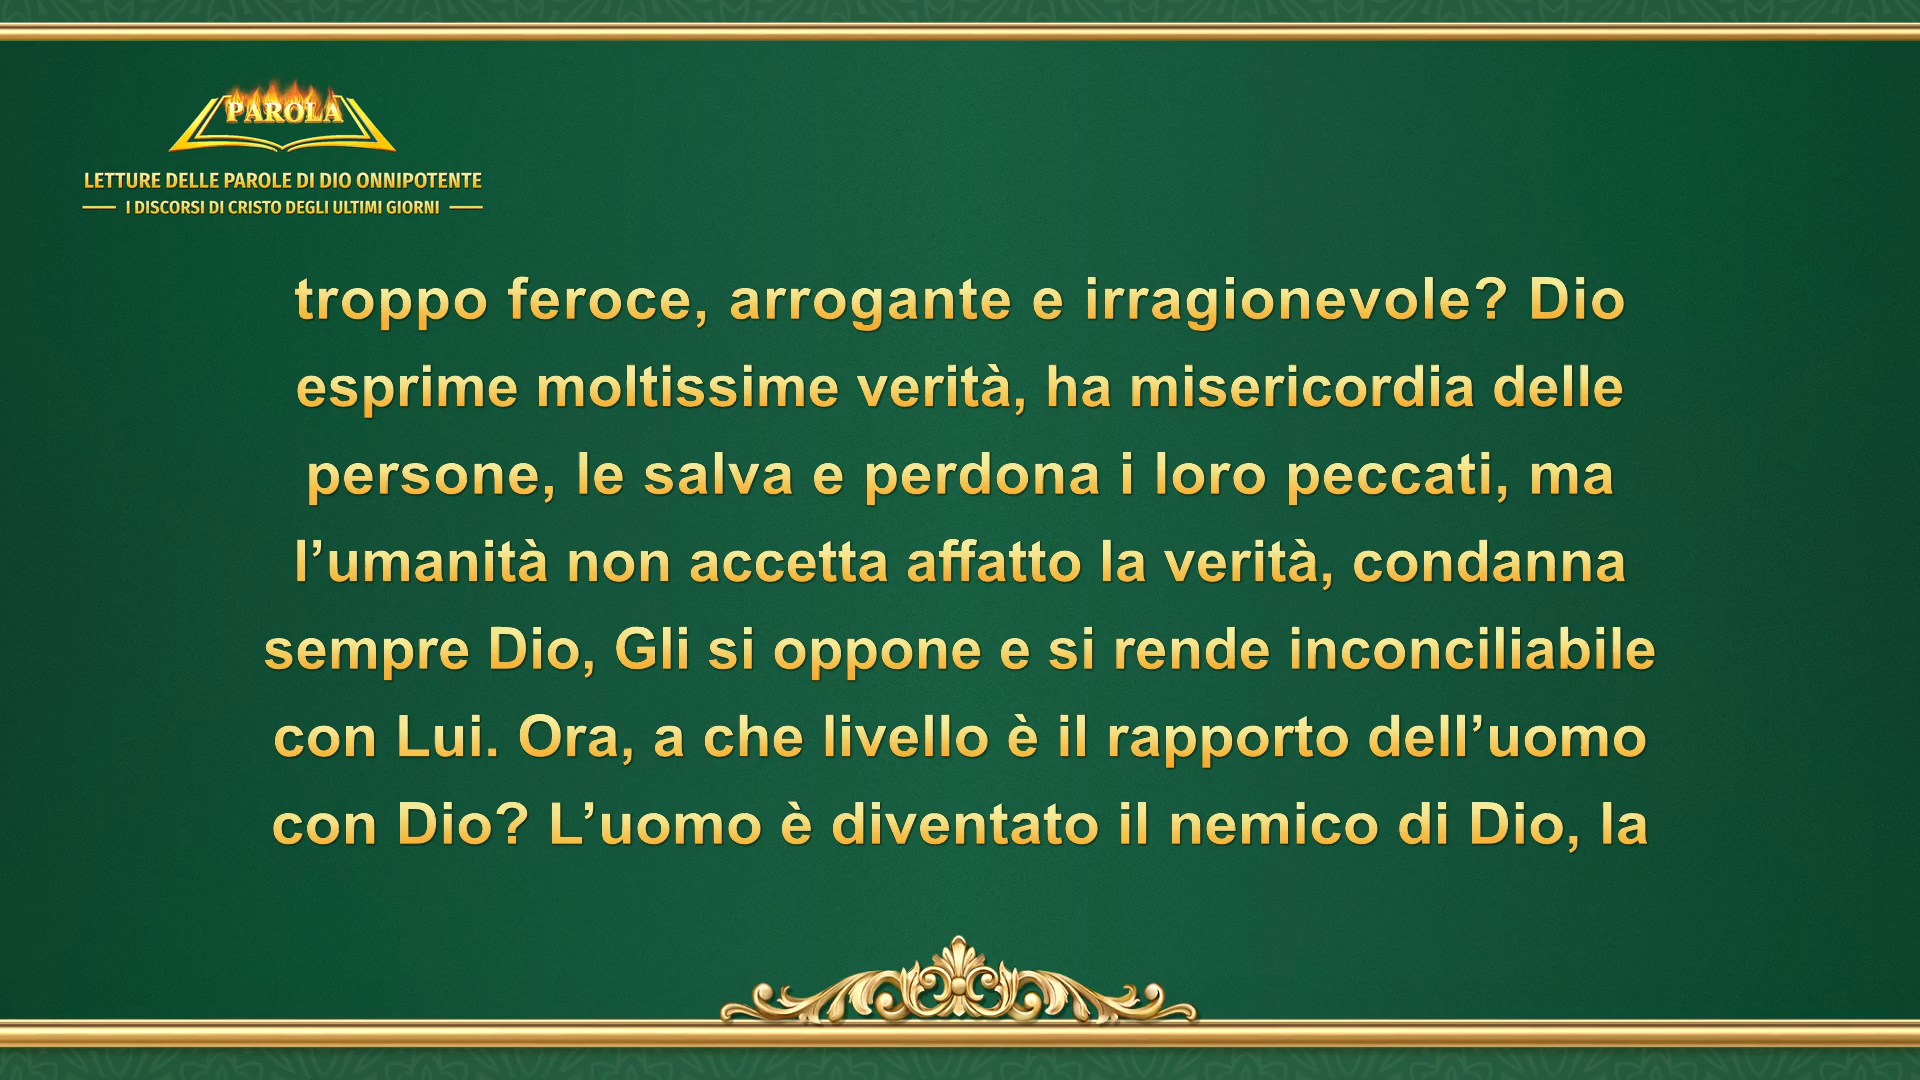 PAROLA
LETTURE DELLE PAROLE DI DIO ONNIPOTENTE
I DISCORSI DI CRISTO DEGLI ULTIMI GIORNI
troppo feroce, arrogante e irragionevole? Dio
esprime moltissime verità, ha misericordia delle
persone, le salva e perdona i loro peccati, ma
l’umanità non accetta affatto la verità, condanna
sempre Dio, Gli si oppone e si rende inconciliabile
con Lui. Ora, a che livello è il rapporto dell’uomo
con Dio? L’uomo è diventato il nemico di Dio, la